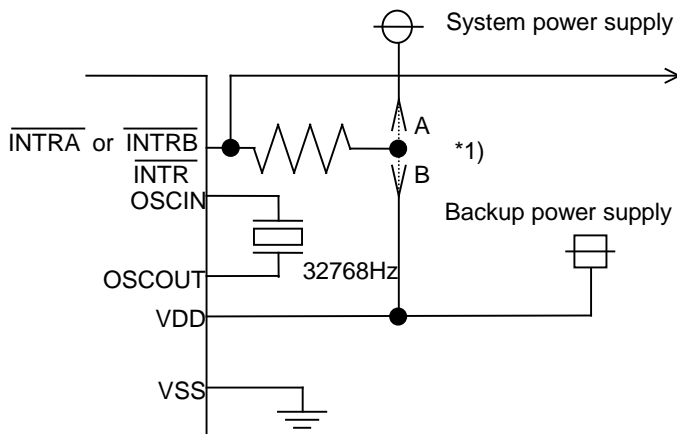 System power supply
A
INTRA or INTRB
*1)
INTR
B
OSCIN
Backup power supply
OSCOUT
32768Hz
VDD
VSS